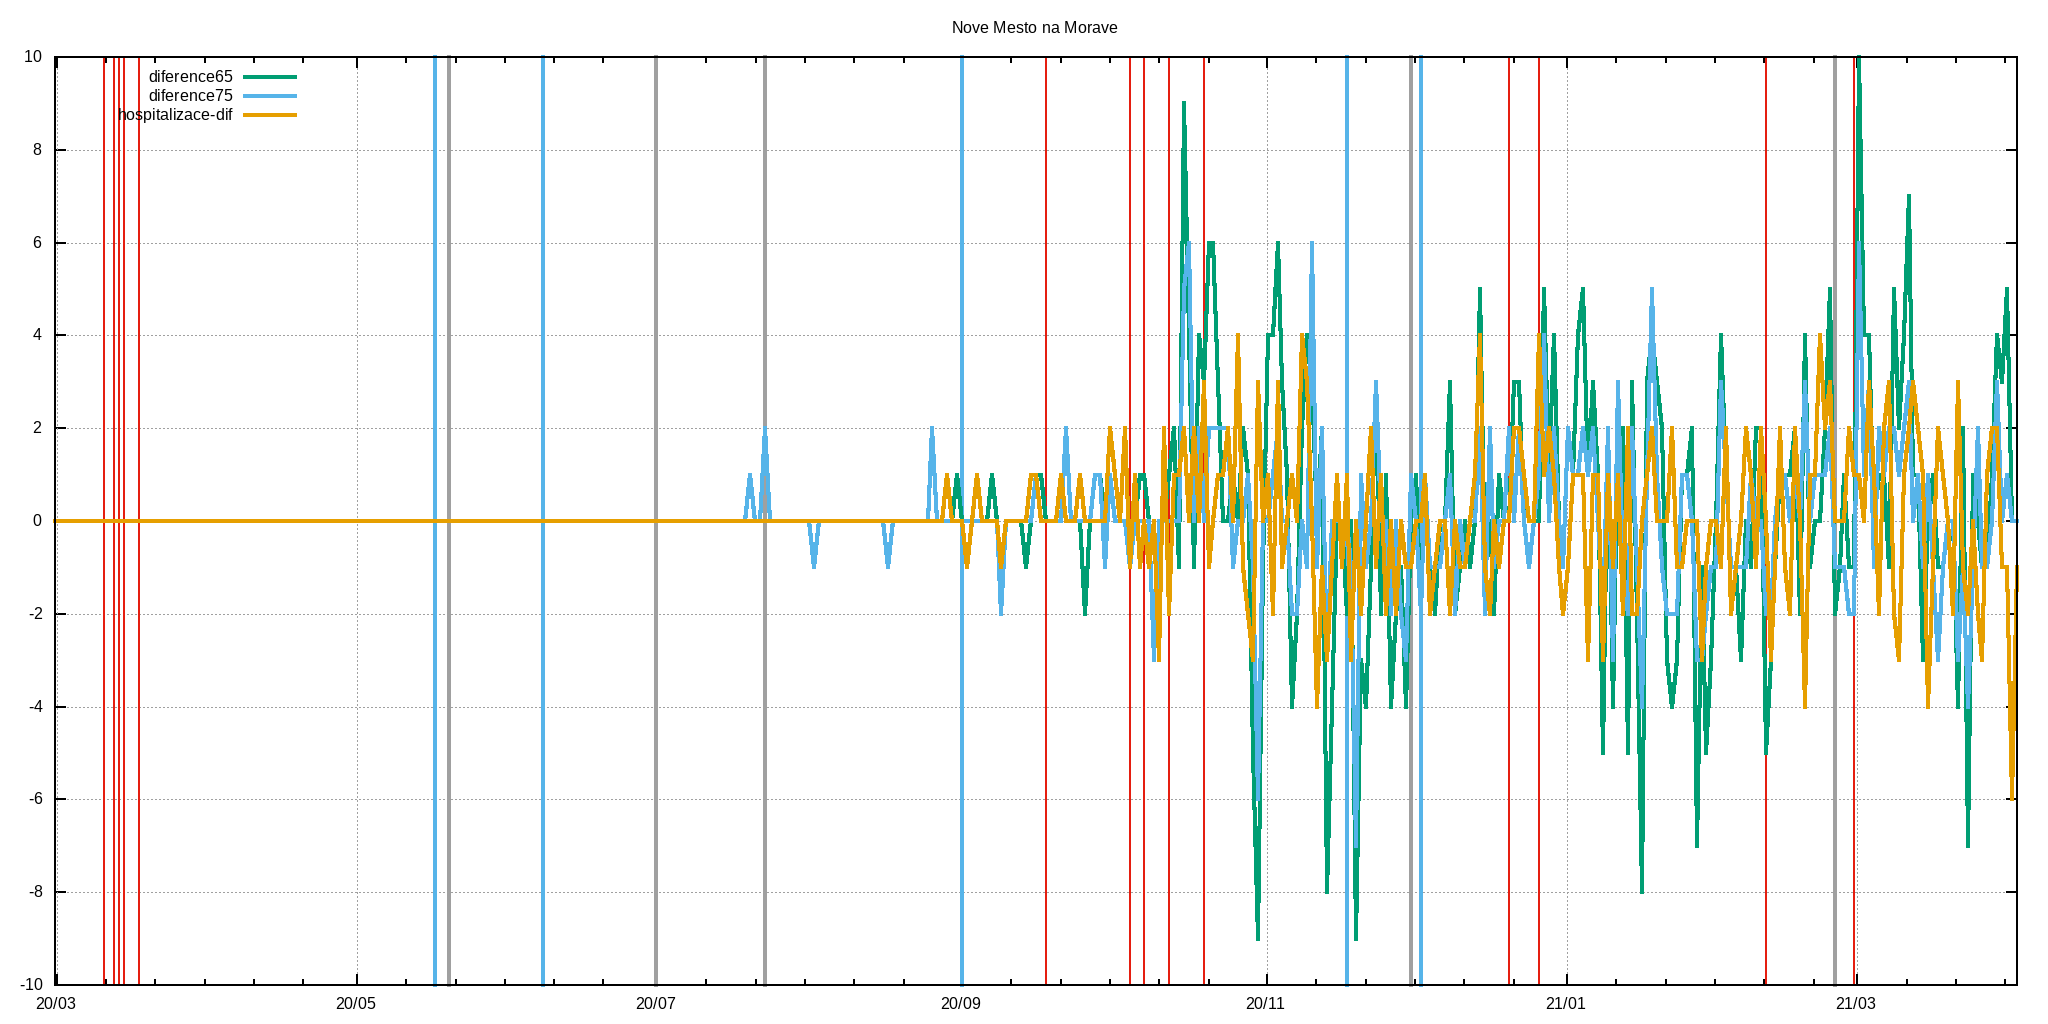 Nove Mesto na Morave
10
8
6
4
2
0
-2
-4
-6
-8
-10
diference65
diference75
hospitalizace-dif
20/03 20/05 20/07 20/09 20/11 21/01 21/03